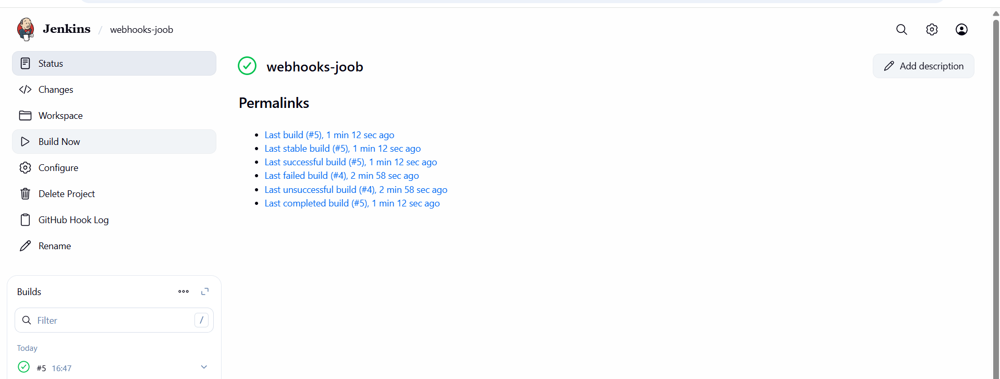 Jenkins / webhooks-joob
Status
Changes
Workspace
Build Now
Configure
Delete Project
GitHub Hook Log
Rename
Builds
Filter /
Today
#5 16:47
webhooks-joob
Add description
Permalinks
Last build (#5), 1 min 12 sec ago
Last stable build (#5), 1 min 12 sec ago
Last successful build (#5), 1 min 12 sec ago
Last failed build (#4), 2 min 58 sec ago
Last unsuccessful build (#4), 2 min 58 sec ago
Last completed build (#5), 1 min 12 sec ago